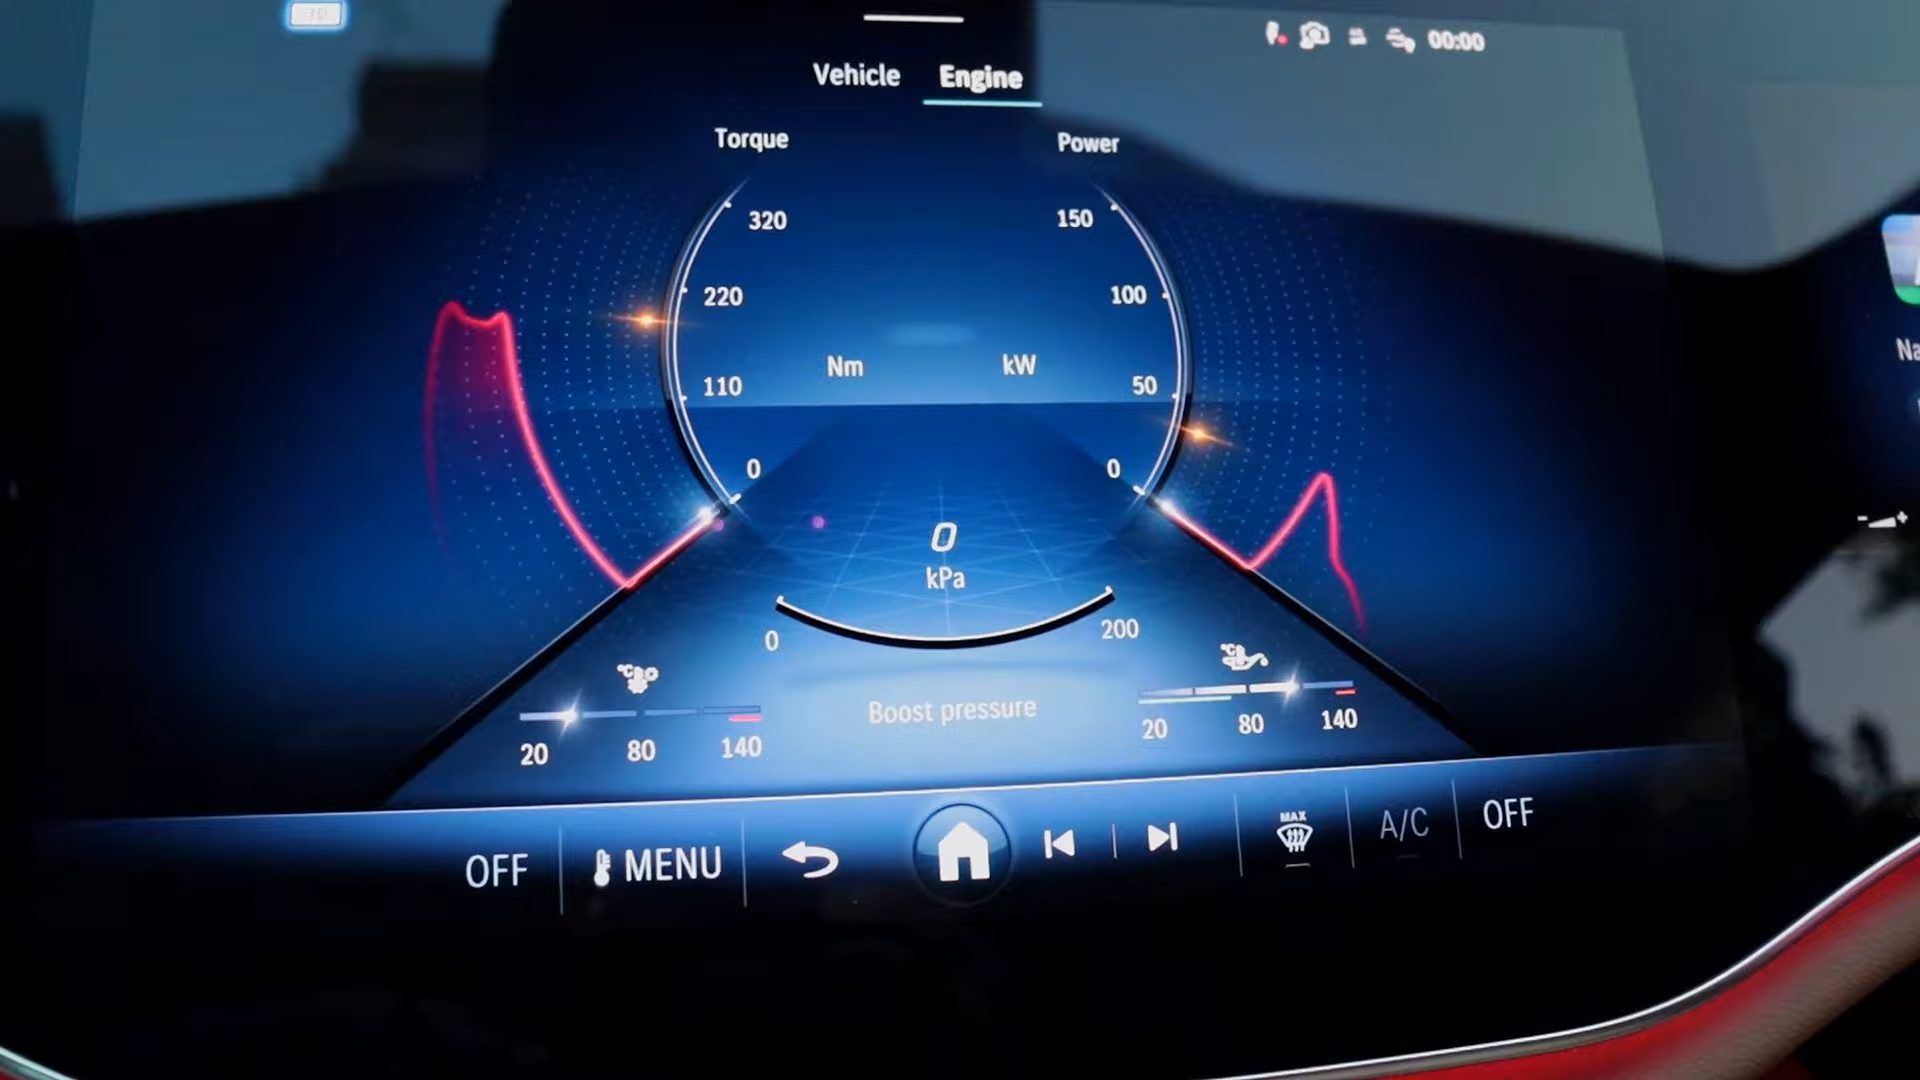 00:00
Vehicle Engine
Torque Power
320 150
220 100
Nm kW
110 50
0 0
0
kPa
0 200
°C °C
Boost pressure
20 80 140
20 80 140
OFF MENU MAX A/C OFF
Na